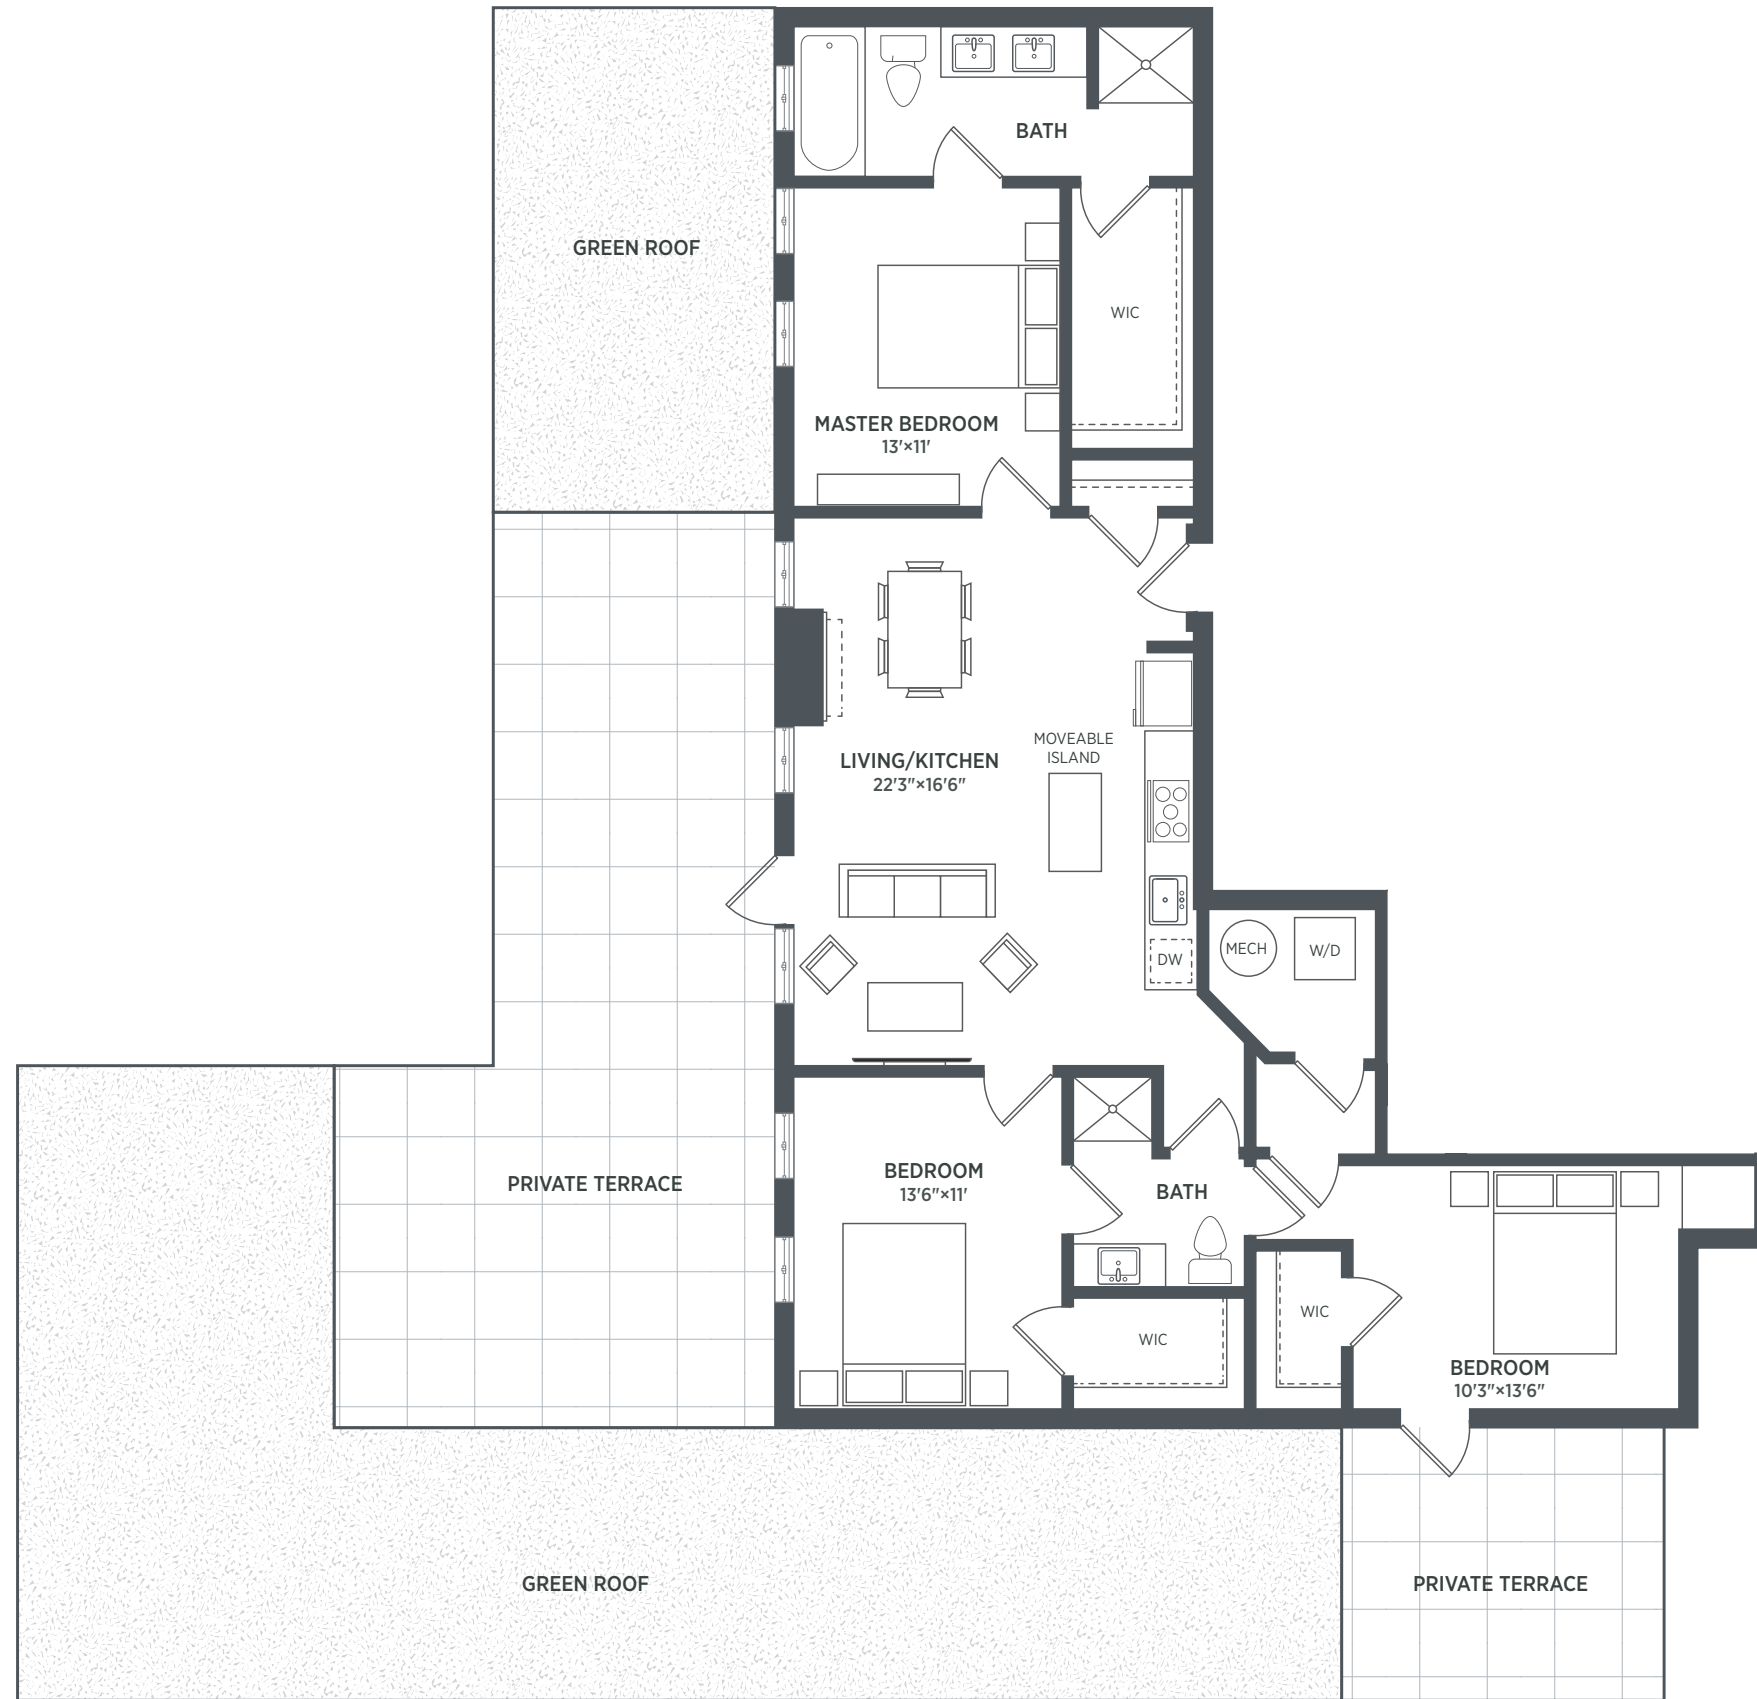 BATH
GREEN ROOF
WIC
MASTER BEDROOM
13'×11'
MOVEABLE
ISLAND
LIVING/KITCHEN
22'3"×16'6"
MECH
W/D
DW
BEDROOM
13'6"×11'
PRIVATE TERRACE
BATH
WIC
WIC
BEDROOM
10'3"×13'6"
GREEN ROOF
PRIVATE TERRACE